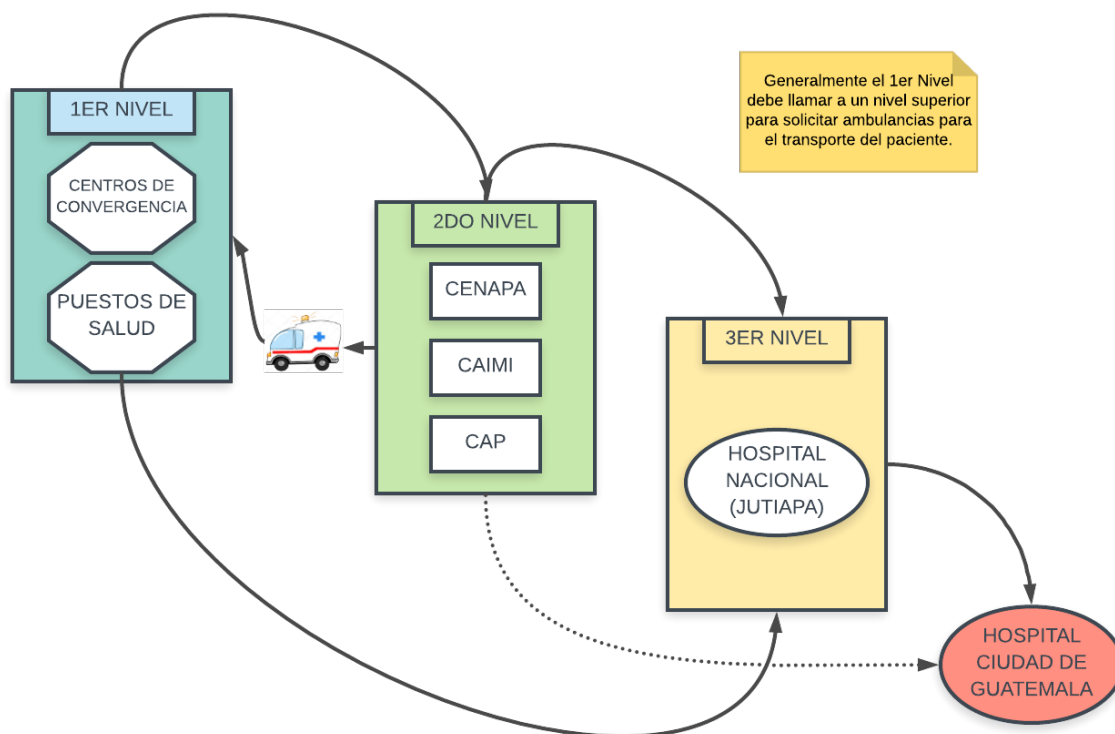 Generalmente el 1er Nivel
debe llamar a un nivel superior
para solicitar ambulancias para
el transporte del paciente.
1ER NIVEL
CENTROS DE
CONVERGENCIA
PUESTOS DE
SALUD
2DO NIVEL
CENAPA
CAIMI
CAP
3ER NIVEL
HOSPITAL
NACIONAL
(JUTIAPA)
HOSPITAL
CIUDAD DE
GUATEMALA